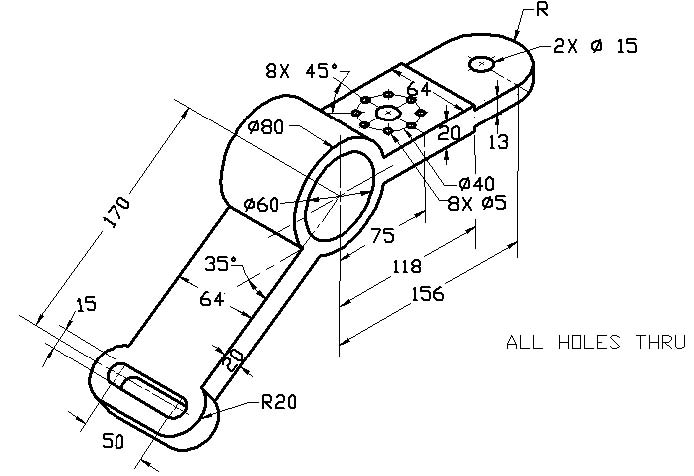 R
2X Ø 15
8X 45°
64
Ø80
20
13
Ø40
8X Ø5
Ø60
170
75
118
35°
156
64
15
ALL HOLES THRU
20
R20
50